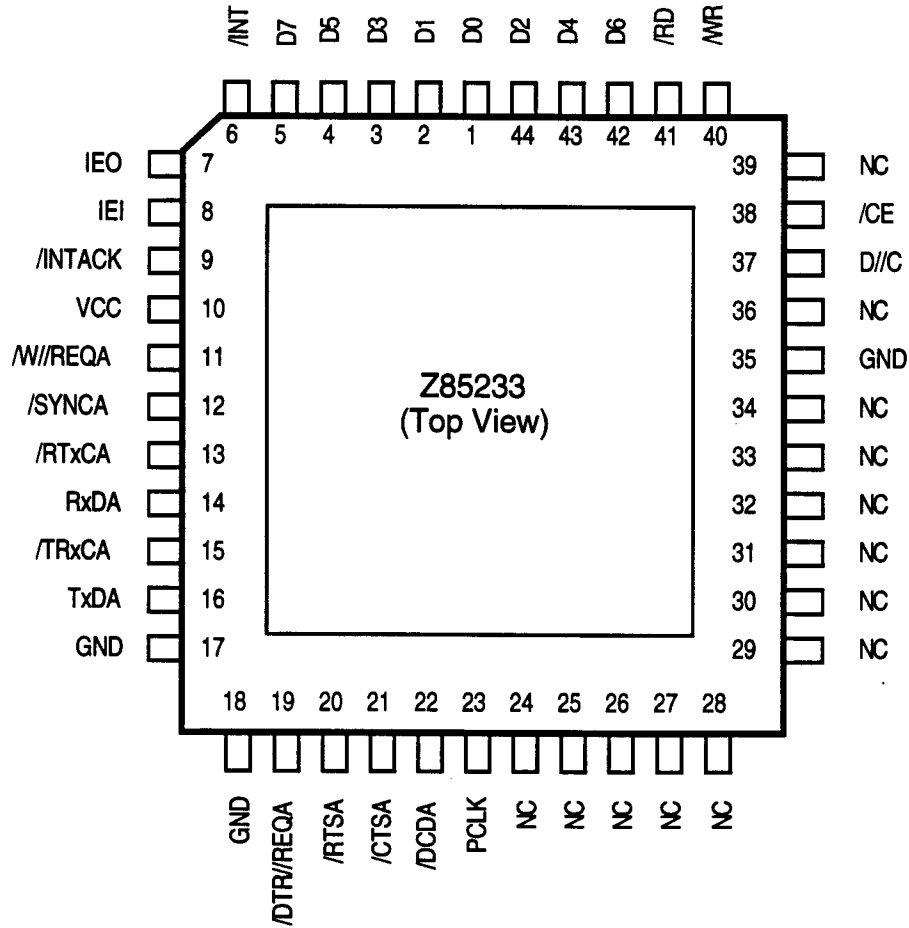 /INT D7 D5 D3 D1 D0 D2 D4 D6 /RD /WR
6 5 4 3 2 1 44 43 42 41 40
IEO 7 39 NC
IEI 8 38 /CE
/INTACK 9 37 D//C
VCC 10 36 NC
/W//REQA 11 35 GND
/SYNCA 12 34 NC
/RTxCA 13 33 NC
RxDA 14 32 NC
/TRxCA 15 31 NC
TxDA 16 30 NC
GND 17 29 NC
Z85233
(Top View)
18 19 20 21 22 23 24 25 26 27 28
GND /DTR//REQA /RTSA /CTSA /DCDA PCLK NC NC NC NC NC